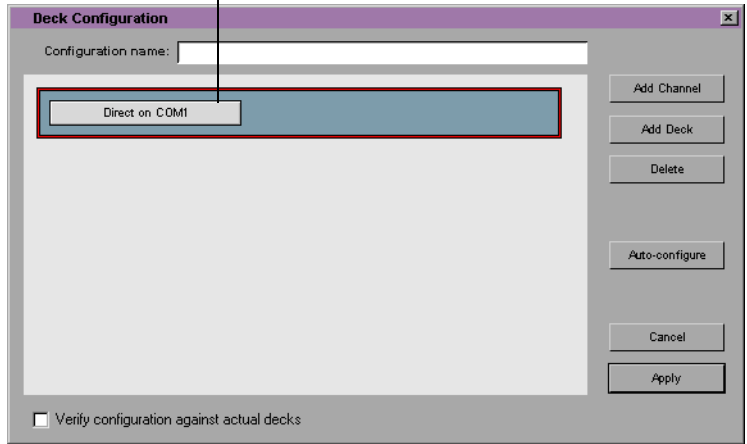 Deck Configuration
Configuration name:
Add Channel
Direct on COM1
Add Deck
Delete
Auto-configure
Cancel
Apply
Verify configuration against actual decks